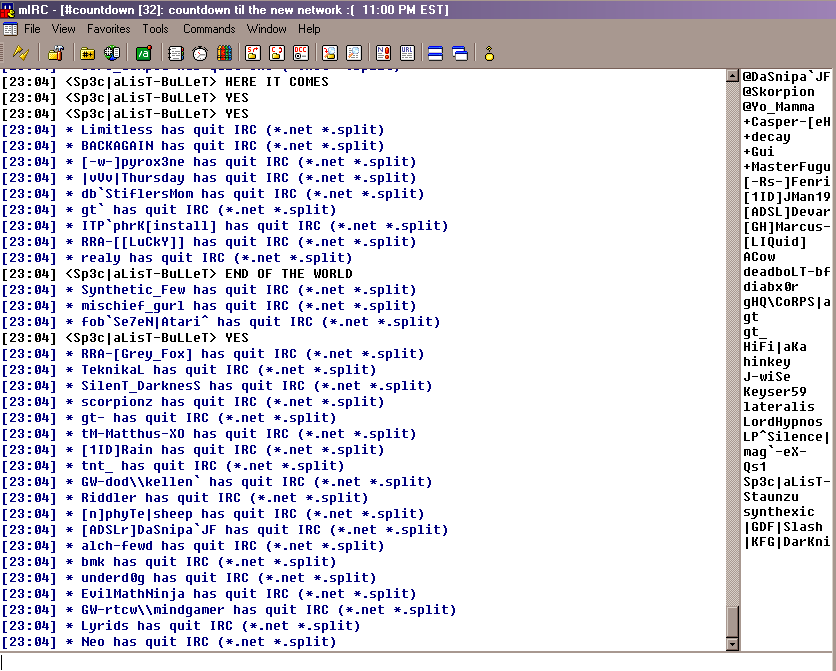 mIRC - [#countdown [32]: countdown til the new network :( 11:00 PM EST]
File View Favorites Tools Commands Window Help
[23:04] <Sp3c|aLisT-BuLLeT> HERE IT COMES
[23:04] <Sp3c|aLisT-BuLLeT> YES
[23:04] <Sp3c|aLisT-BuLLeT> YES
[23:04] * Limitless has quit IRC (*.net *.split)
[23:04] * BACKAGAIN has quit IRC (*.net *.split)
[23:04] * [-w-]pyrox3ne has quit IRC (*.net *.split)
[23:04] * |vVv|Thursday has quit IRC (*.net *.split)
[23:04] * db`StiflersMom has quit IRC (*.net *.split)
[23:04] * gt` has quit IRC (*.net *.split)
[23:04] * ITP`phrK[install] has quit IRC (*.net *.split)
[23:04] * RRA-[[LuCkY]] has quit IRC (*.net *.split)
[23:04] * realy has quit IRC (*.net *.split)
[23:04] <Sp3c|aLisT-BuLLeT> END OF THE WORLD
[23:04] * Synthetic_Few has quit IRC (*.net *.split)
[23:04] * mischief_gurl has quit IRC (*.net *.split)
[23:04] * fob`Se7eN|Atari^ has quit IRC (*.net *.split)
[23:04] <Sp3c|aLisT-BuLLeT> YES
[23:04] * RRA-[Grey_Fox] has quit IRC (*.net *.split)
[23:04] * TeknikaL has quit IRC (*.net *.split)
[23:04] * SilenT_DarknesS has quit IRC (*.net *.split)
[23:04] * scorpionz has quit IRC (*.net *.split)
[23:04] * gt- has quit IRC (*.net *.split)
[23:04] * tM-Matthus-XO has quit IRC (*.net *.split)
[23:04] * [1ID]Rain has quit IRC (*.net *.split)
[23:04] * tnt_ has quit IRC (*.net *.split)
[23:04] * GW-dod\\kellen` has quit IRC (*.net *.split)
[23:04] * Riddler has quit IRC (*.net *.split)
[23:04] * [n]phyTe|sheep has quit IRC (*.net *.split)
[23:04] * [ADSLr]DaSnipa`JF has quit IRC (*.net *.split)
[23:04] * alch-fewd has quit IRC (*.net *.split)
[23:04] * bmk has quit IRC (*.net *.split)
[23:04] * underd0g has quit IRC (*.net *.split)
[23:04] * EvilMathNinja has quit IRC (*.net *.split)
[23:04] * GW-rtcw\\mindgamer has quit IRC (*.net *.split)
[23:04] * Lyrids has quit IRC (*.net *.split)
[23:04] * Neo has quit IRC (*.net *.split)
@DaSnipa`JF
@Skorpion
@Yo_Mamma
+Casper-[eH
+decay
+Gui
+MasterFugu
[-Rs-]Fenri
[1ID]JMan19
[ADSL]Devar
[GH]Marcus-
[LIQuid]
ACow
deadboLT-bf
diabx0r
gHQ\CoRPS|a
gt
gt_
HiFi|aKa
hinkey
J-wiSe
Keyser59
lateralis
LordHypnos
LP^Silence|
mag`-eX-
Qs1
Sp3c|aLisT-
Staunzu
synthexic
|GDF|Slash
|KFG|DarKni